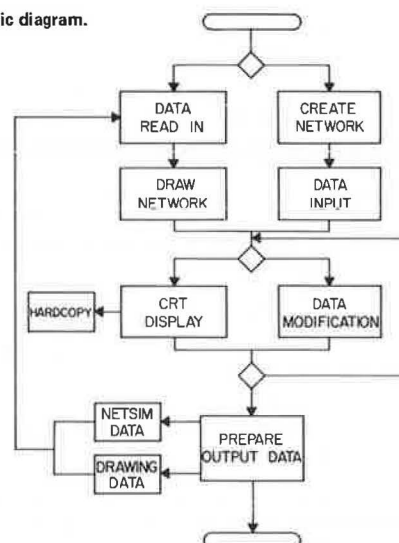 ic diagram.
DATA
READ IN
CREATE
NETWORK
DRAW
NETWORK
DATA
INPUT
HARDCOPY
CRT
DISPLAY
DATA
MODIFICATION
NETSIM
DATA
DRAWING
DATA
PREPARE
OUTPUT DATA